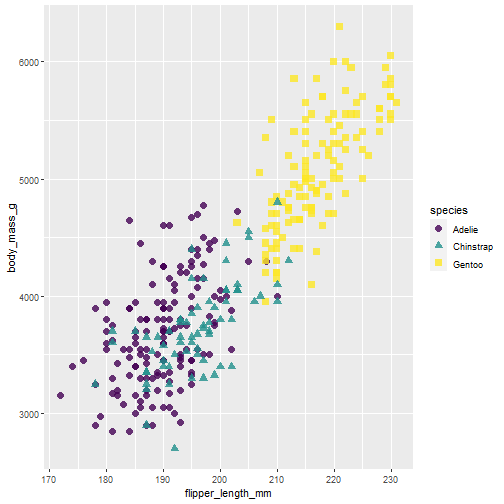 6000
5000
4000
3000
body_mass_g
170
180
190
200
210
220
230
flipper_length_mm
species
Adelie
Chinstrap
Gentoo